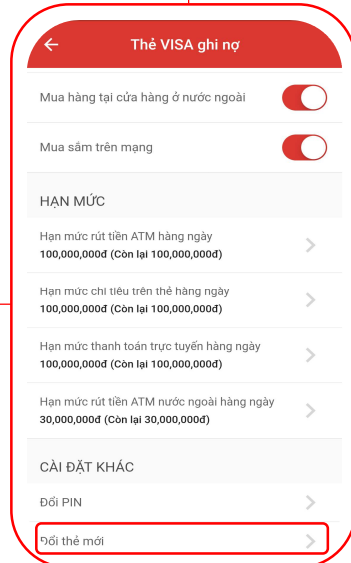 Thẻ VISA ghi nợ
Mua hàng tại cửa hàng ở nước ngoài
Mua sắm trên mạng
HẠN MỨC
Hạn mức rút tiền ATM hàng ngày
100,000,000đ (Còn lại 100,000,000đ)
Hạn mức chi tiêu trên thẻ hàng ngày
100,000,000đ (Còn lại 100,000,000đ)
Hạn mức thanh toán trực tuyến hàng ngày
100,000,000đ (Còn lại 100,000,000đ)
Hạn mức rút tiền ATM nước ngoài hàng ngày
30,000,000đ (Còn lại 30,000,000đ)
CÀI ĐẶT KHÁC
Đổi PIN
Đổi thẻ mới